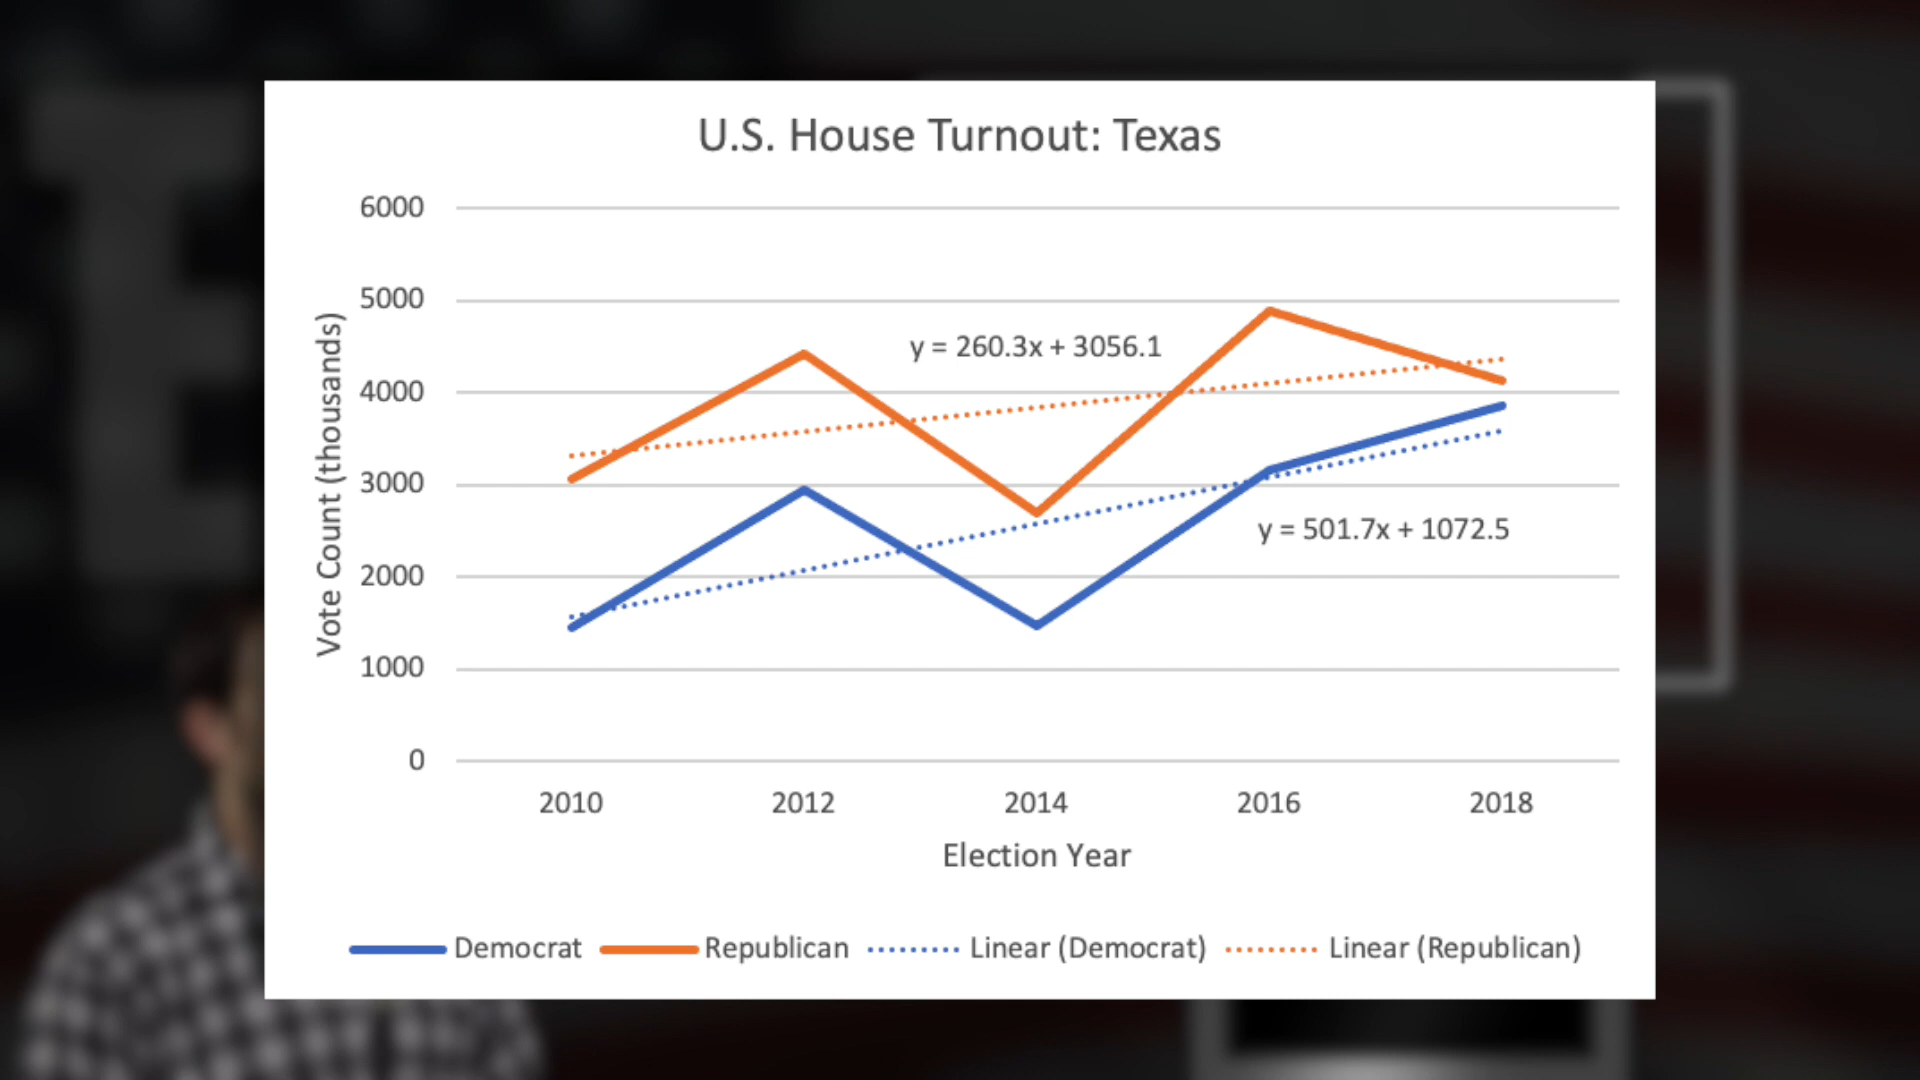 U.S. House Turnout: Texas
6000
5000
4000
3000
2000
1000
0
Vote Count (thousands)
y = 260.3x + 3056.1
y = 501.7x + 1072.5
2010 2012 2014 2016 2018
Election Year
Democrat Republican Linear (Democrat) Linear (Republican)